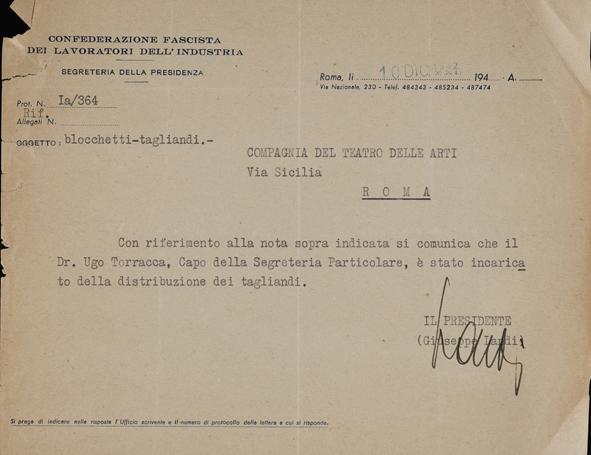 CONFEDERAZIONE FASCISTA
DEI LAVORATORI DELL'INDUSTRIA
SEGRETERIA DELLA PRESIDENZA
Roma, lì 10 DIC 194 A.
Via Nazionale, 230 - Telef. 484343 - 485234 - 487474
Prot. N. Ia/364
Rif.
Allegati N.
OGGETTO: blocchetti-tagliandi.-
COMPAGNIA DEL TEATRO DELLE ARTI
Via Sicilia
R O M A
Con riferimento alla nota sopra indicata si comunica che il
Dr. Ugo Torracca, Capo della Segreteria Particolare, è stato incarica
to della distribuzione dei tagliandi.
IL PRESIDENTE
(Giuseppe Landi)
Landi
Si prega di indicare nella risposta l'Ufficio scrivente e il numero di protocollo della lettera a cui si risponde.